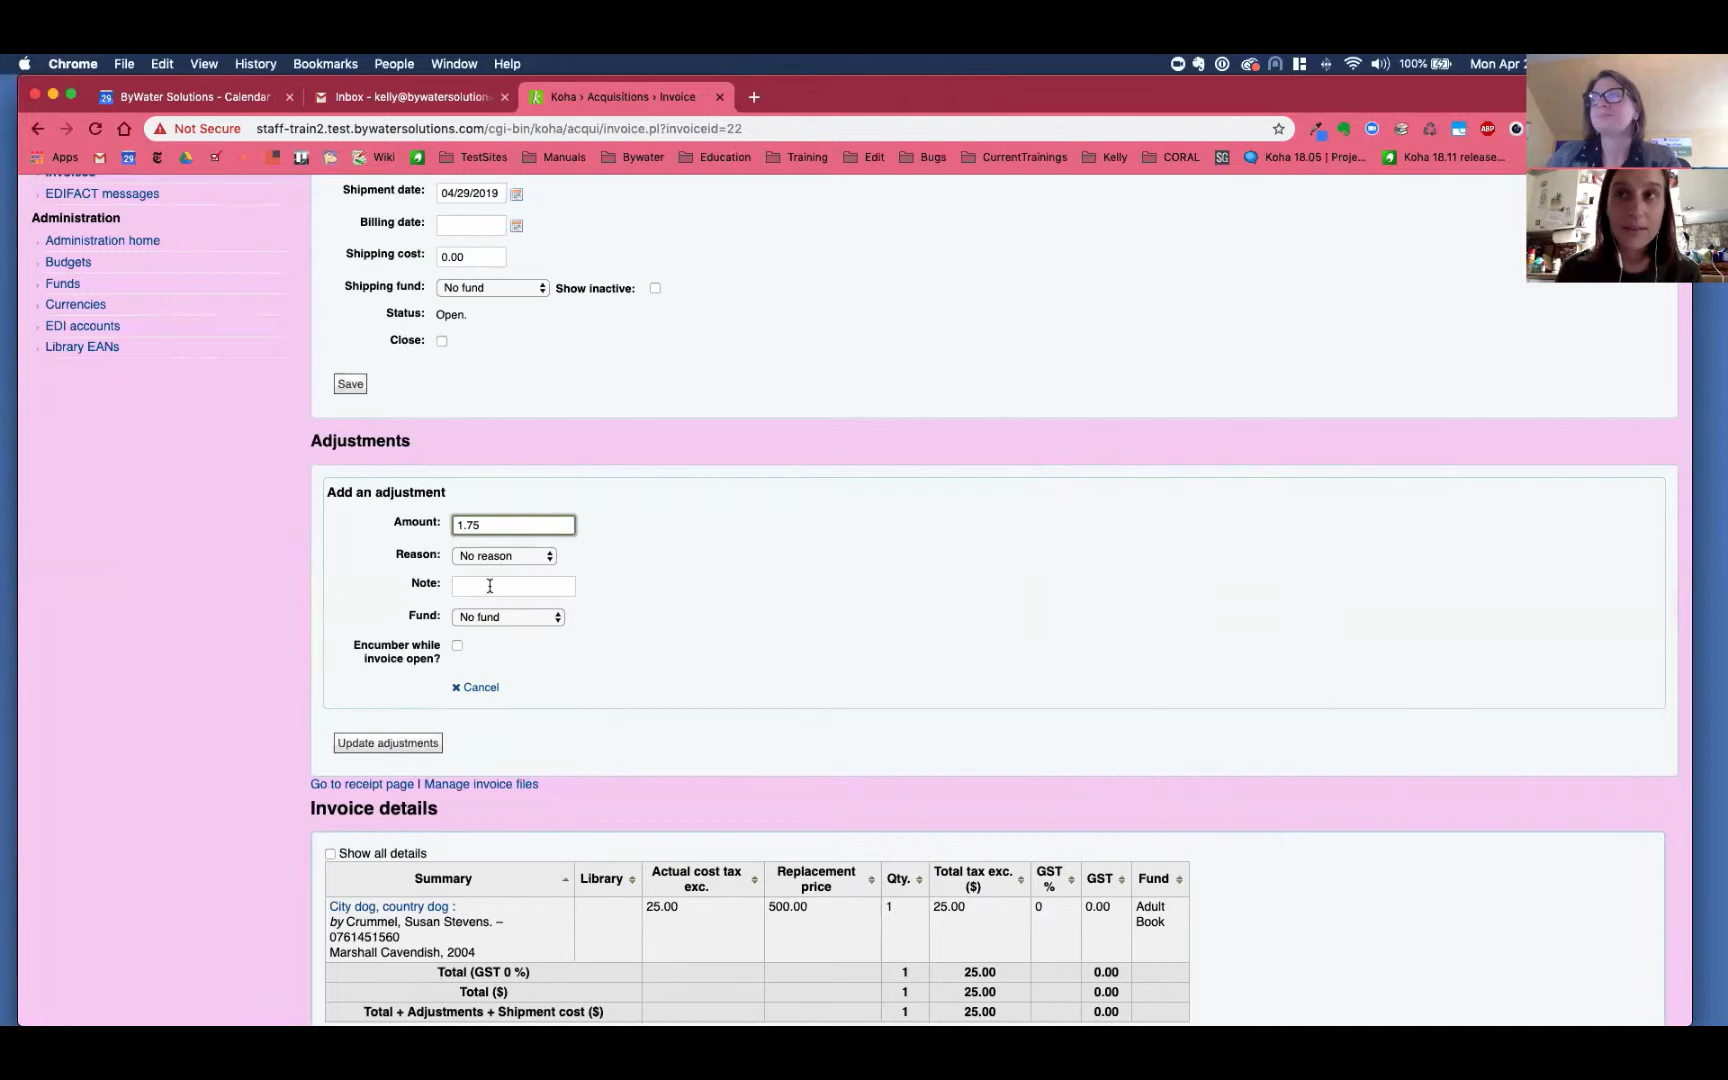 Chrome File Edit View History Bookmarks People Window Help 100% Mon Apr
29 ByWater Solutions - Calendar Inbox - kelly@bywatersolution Koha › Acquisitions › Invoice
Not Secure staff-train2.test.bywatersolutions.com/cgi-bin/koha/acqui/invoice.pl?invoiceid=22 ABP
Apps 29 Wiki TestSites Manuals Bywater Education Training Edit Bugs CurrentTrainings Kelly CORAL SG Koha 18.05 | Proje... Koha 18.11 release...
EDIFACT messages
Administration
Administration home
Budgets
Funds
Currencies
EDI accounts
Library EANs
Shipment date: 04/29/2019
Billing date:
Shipping cost: 0.00
Shipping fund: No fund Show inactive:
Status: Open.
Close:
Save
Adjustments
Add an adjustment
Amount: 1.75
Reason: No reason
Note:
Fund: No fund
Encumber while
invoice open?
Cancel
Update adjustments
Go to receipt page | Manage invoice files
Invoice details
Show all details
Summary Library Actual cost tax exc. Replacement price Qty. Total tax exc. ($) GST % GST Fund
City dog, country dog : 25.00 500.00 1 25.00 0 0.00 Adult Book
by Crummel, Susan Stevens. –
0761451560
Marshall Cavendish, 2004
Total (GST 0 %) 1 25.00 0.00
Total ($) 1 25.00 0.00
Total + Adjustments + Shipment cost ($) 1 25.00 0.00